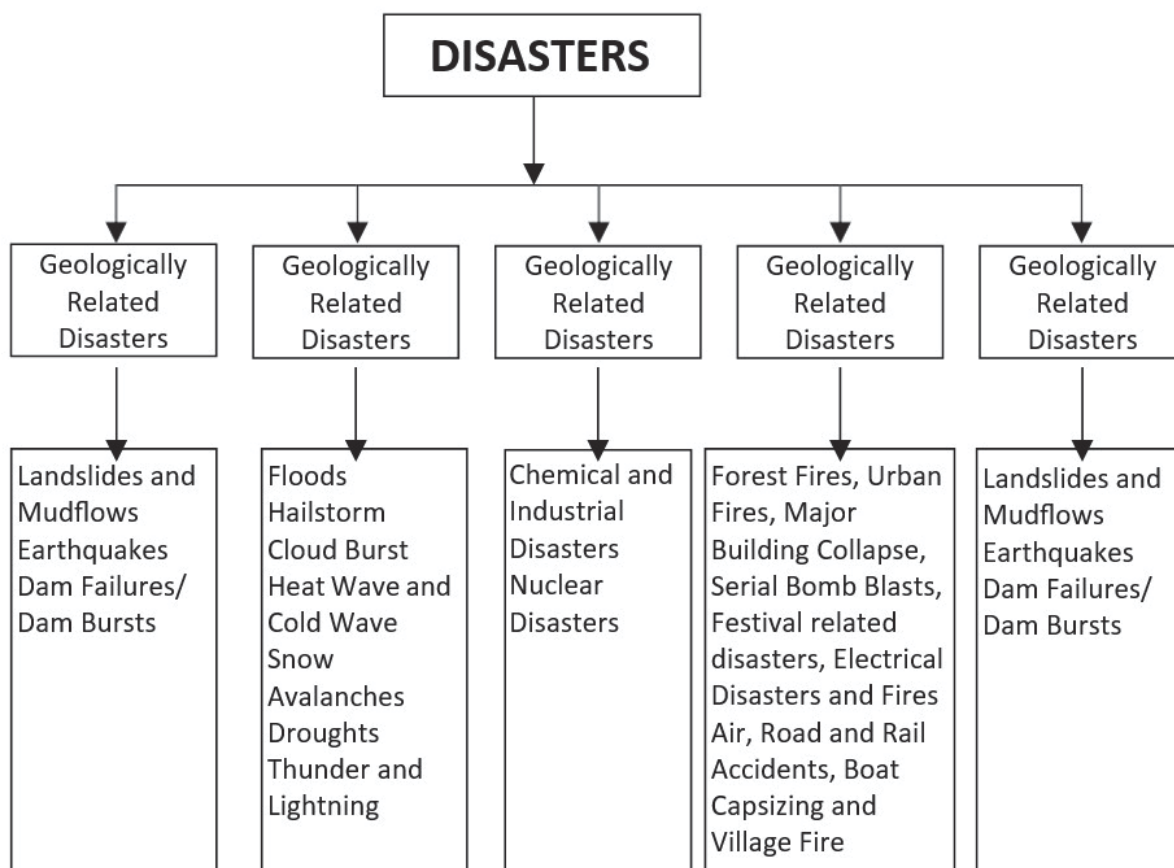 DISASTERS
Geologically
Related
Disasters
Geologically
Related
Disasters
Geologically
Related
Disasters
Geologically
Related
Disasters
Geologically
Related
Disasters
Landslides and
Mudflows
Earthquakes
Dam Failures/
Dam Bursts
Floods
Hailstorm
Cloud Burst
Heat Wave and
Cold Wave
Snow
Avalanches
Droughts
Thunder and
Lightning
Chemical and
Industrial
Disasters
Nuclear
Disasters
Forest Fires, Urban
Fires, Major
Building Collapse,
Serial Bomb Blasts,
Festival related
disasters, Electrical
Disasters and Fires
Air, Road and Rail
Accidents, Boat
Capsizing and
Village Fire
Landslides and
Mudflows
Earthquakes
Dam Failures/
Dam Bursts